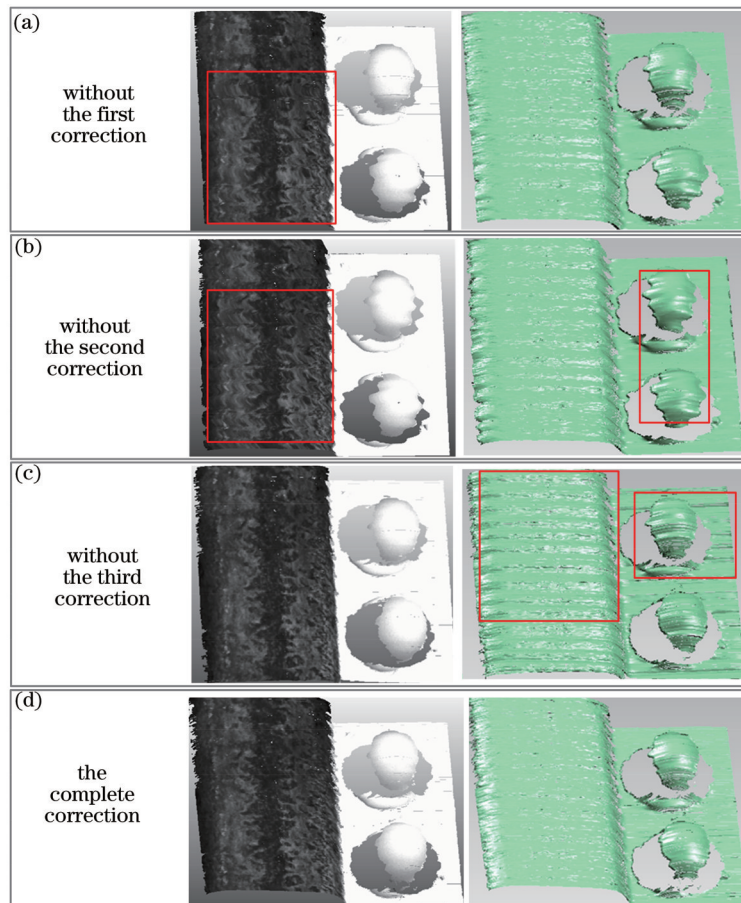 (a)
without
the first
correction
(b)
without
the second
correction
(c)
without
the third
correction
(d)
the
complete
correction